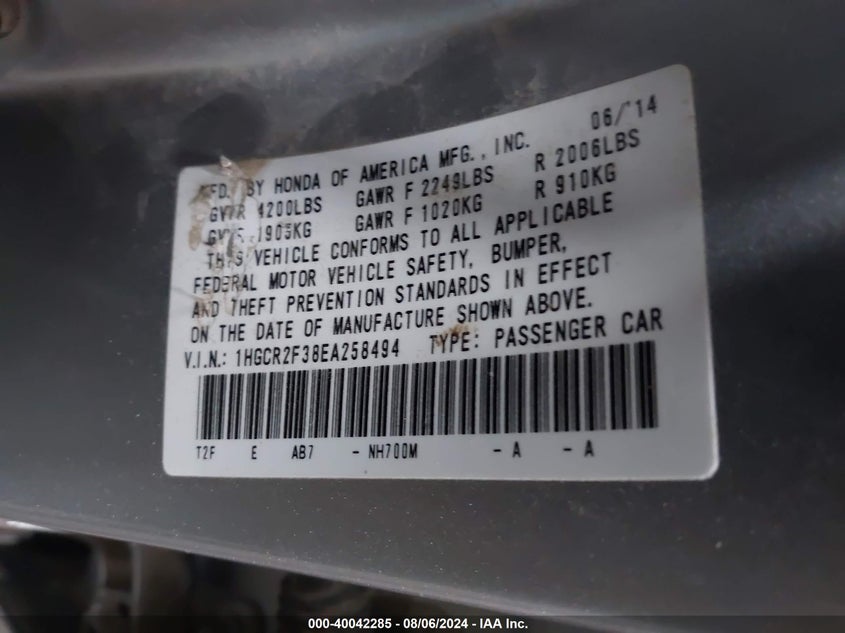 06/'14
MFD. BY HONDA OF AMERICA MFG., INC.
GVWR 4200LBS GAWR F 2249LBS R 2006LBS
1905KG GAWR F 1020KG R 910KG
THIS VEHICLE CONFORMS TO ALL APPLICABLE
FEDERAL MOTOR VEHICLE SAFETY, BUMPER,
AND THEFT PREVENTION STANDARDS IN EFFECT
ON THE DATE OF MANUFACTURE SHOWN ABOVE.
V.I.N.: 1HGCR2F38EA258494 TYPE: PASSENGER CAR
T2F E AB7 - NH700M - A - A
000-40042285 - 08/06/2024 - IAA Inc.